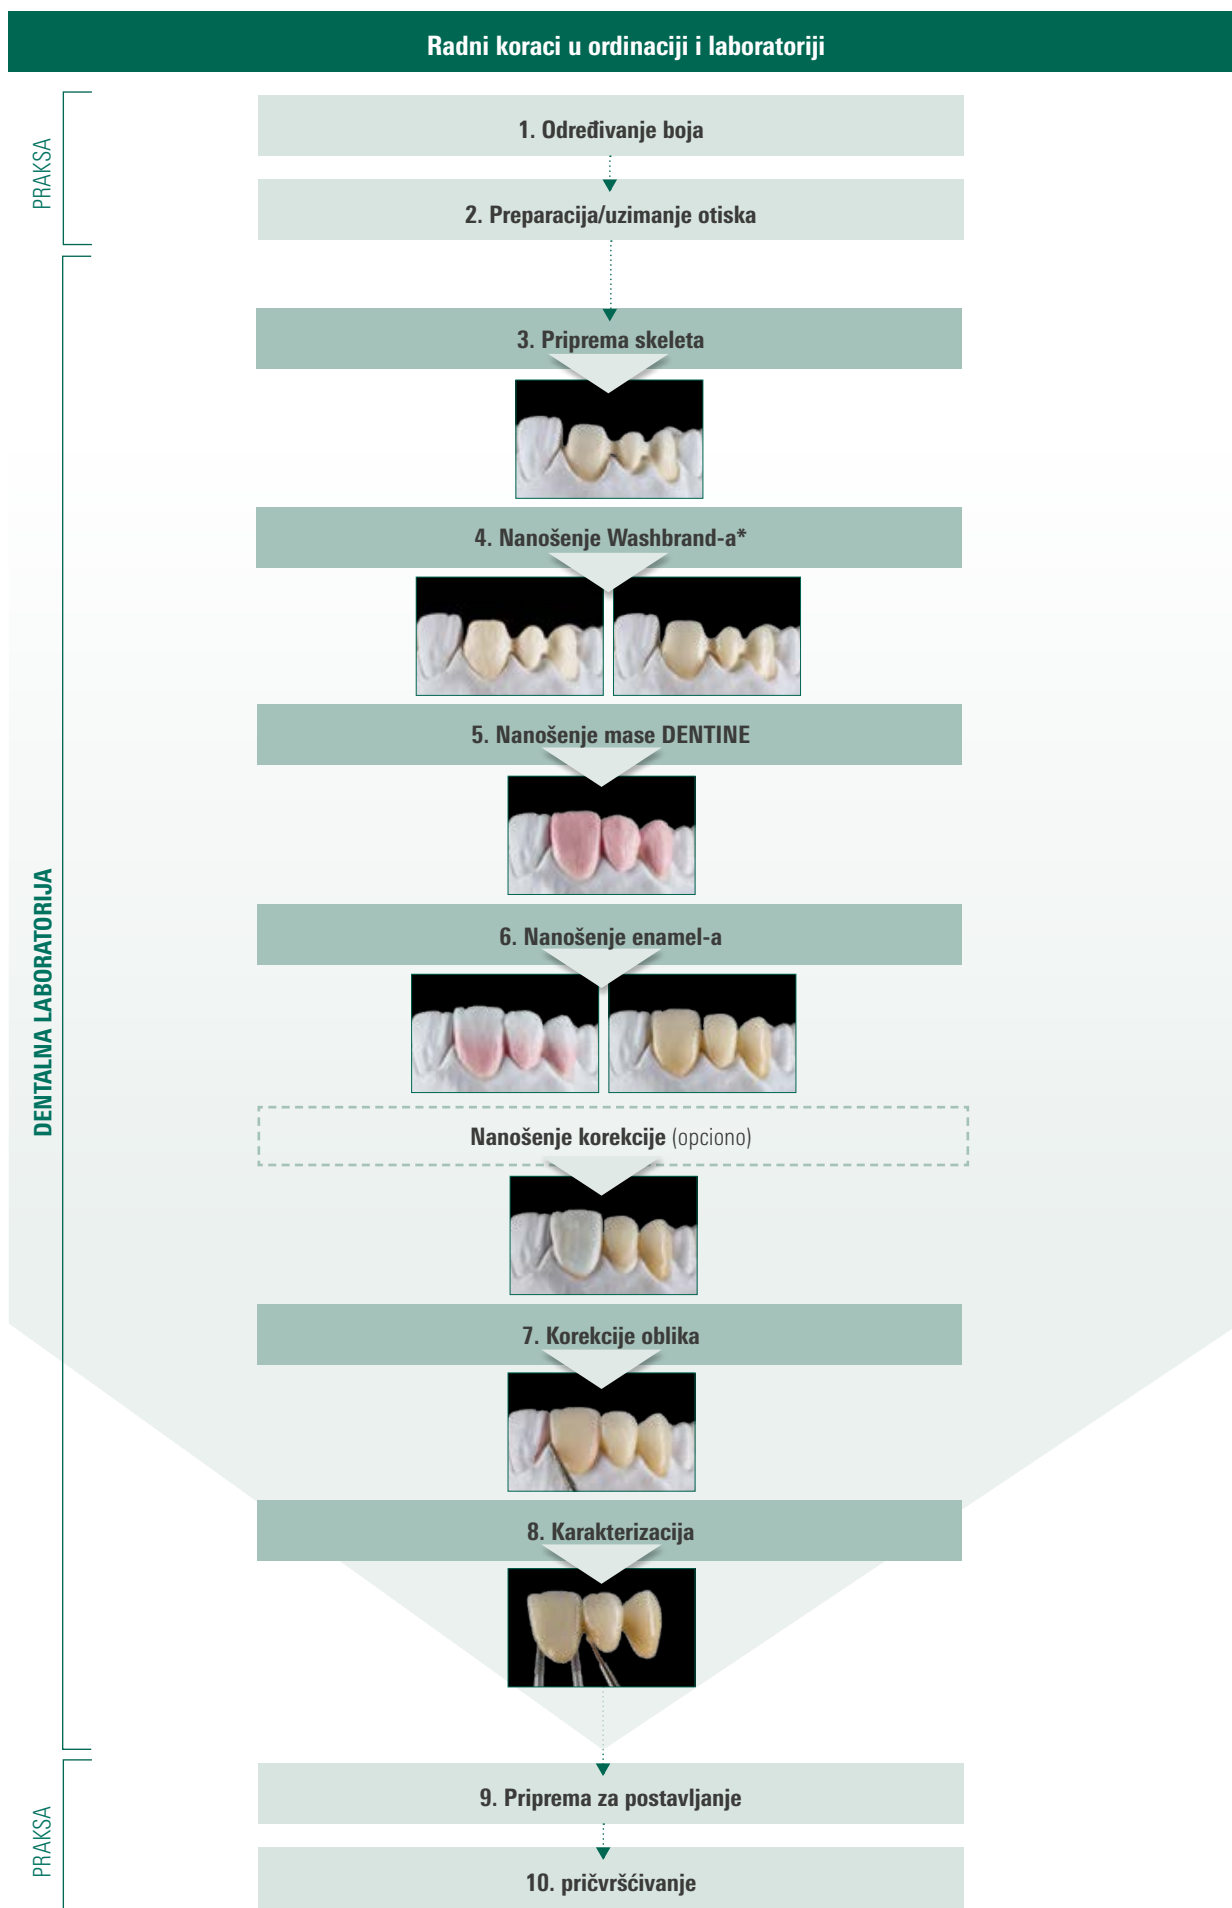 Radni koraci u ordinaciji i laboratoriji
PRAKSA
1. Određivanje boja
2. Preparacija/uzimanje otiska
DENTALNA LABORATORIJA
3. Priprema skeleta
4. Nanošenje Washbrand-a*
5. Nanošenje mase DENTINE
6. Nanošenje enamel-a
Nanošenje korekcije (opciono)
7. Korekcije oblika
8. Karakterizacija
PRAKSA
9. Priprema za postavljanje
10. pričvršćivanje